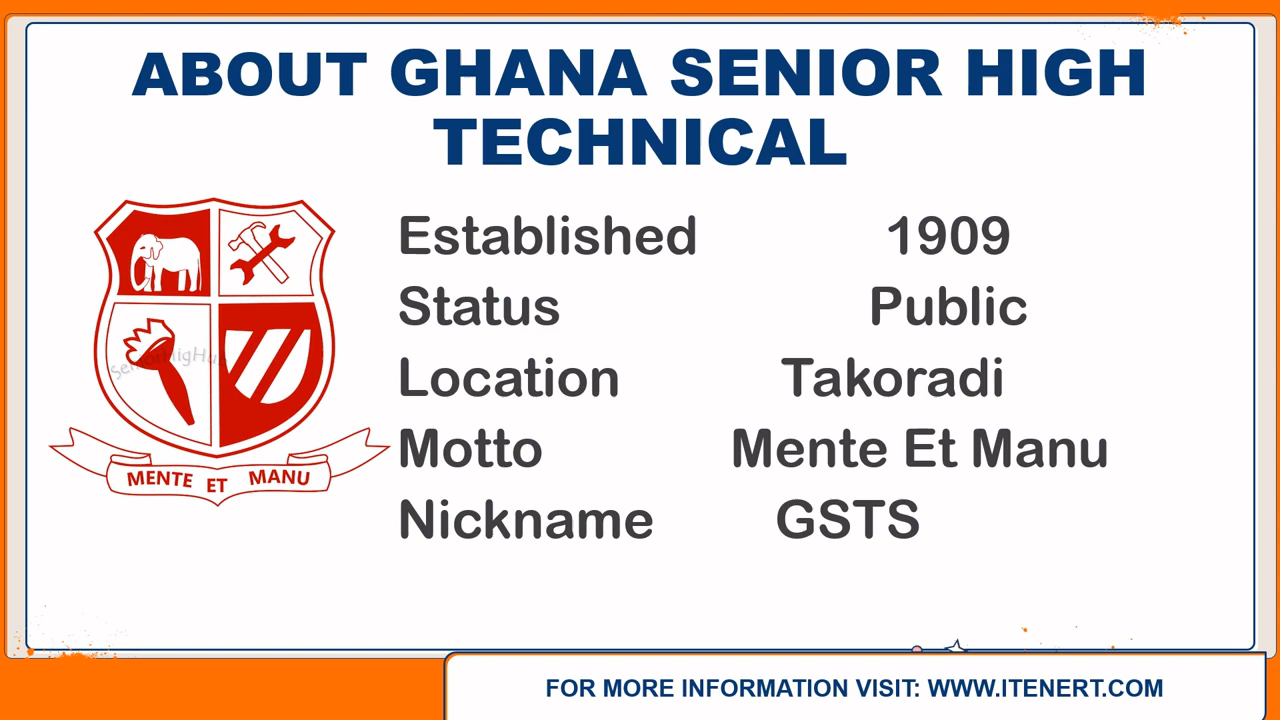 ABOUT GHANA SENIOR HIGH
TECHNICAL
Established 1909
Status Public
Location Takoradi
Motto Mente Et Manu
Nickname GSTS
MENTE ET MANU
FOR MORE INFORMATION VISIT: WWW.ITENERT.COM